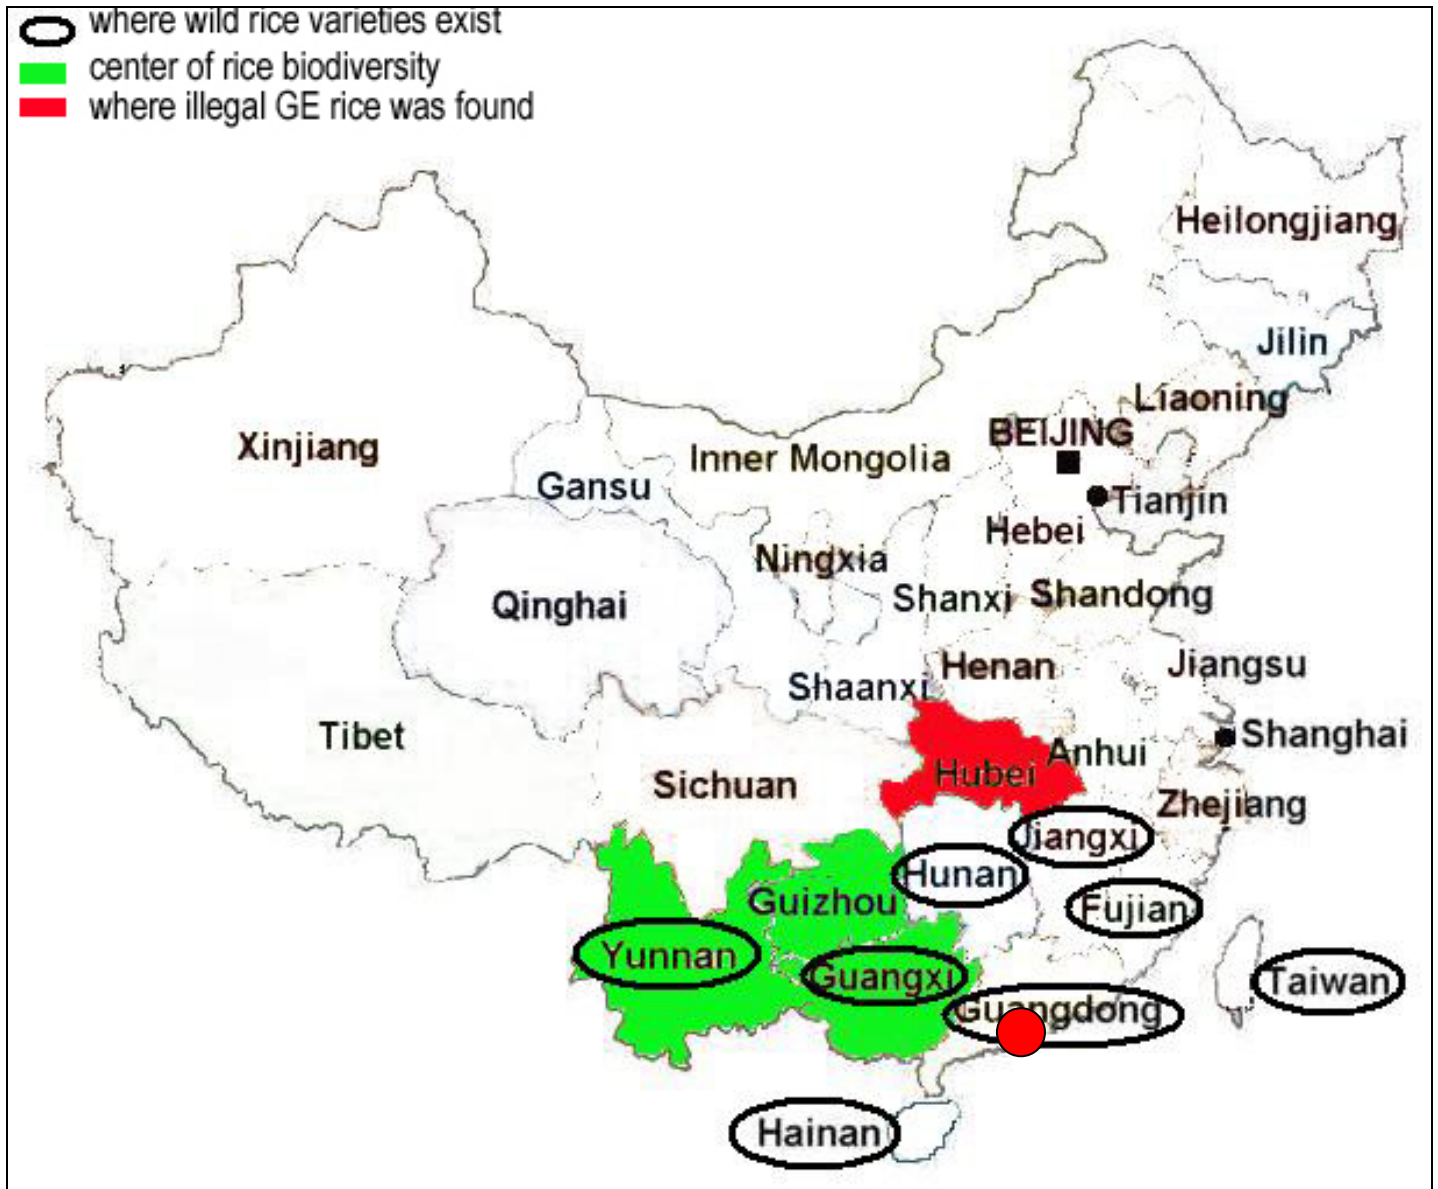 where wild rice varieties exist
center of rice biodiversity
where illegal GE rice was found
Heilongjiang
Jilin
Liaoning
BEIJING
Xinjiang
Inner Mongolia
Gansu
Tianjin
Hebei
Ningxia
Shanxi
Shandong
Qinghai
Henan
Jiangsu
Shaanxi
Tibet
Shanghai
Anhui
Hubei
Sichuan
Zhejiang
Jiangxi
Hunan
Guizhou
Fujian
Yunnan
Guangxi
Taiwan
Guangdong
Hainan